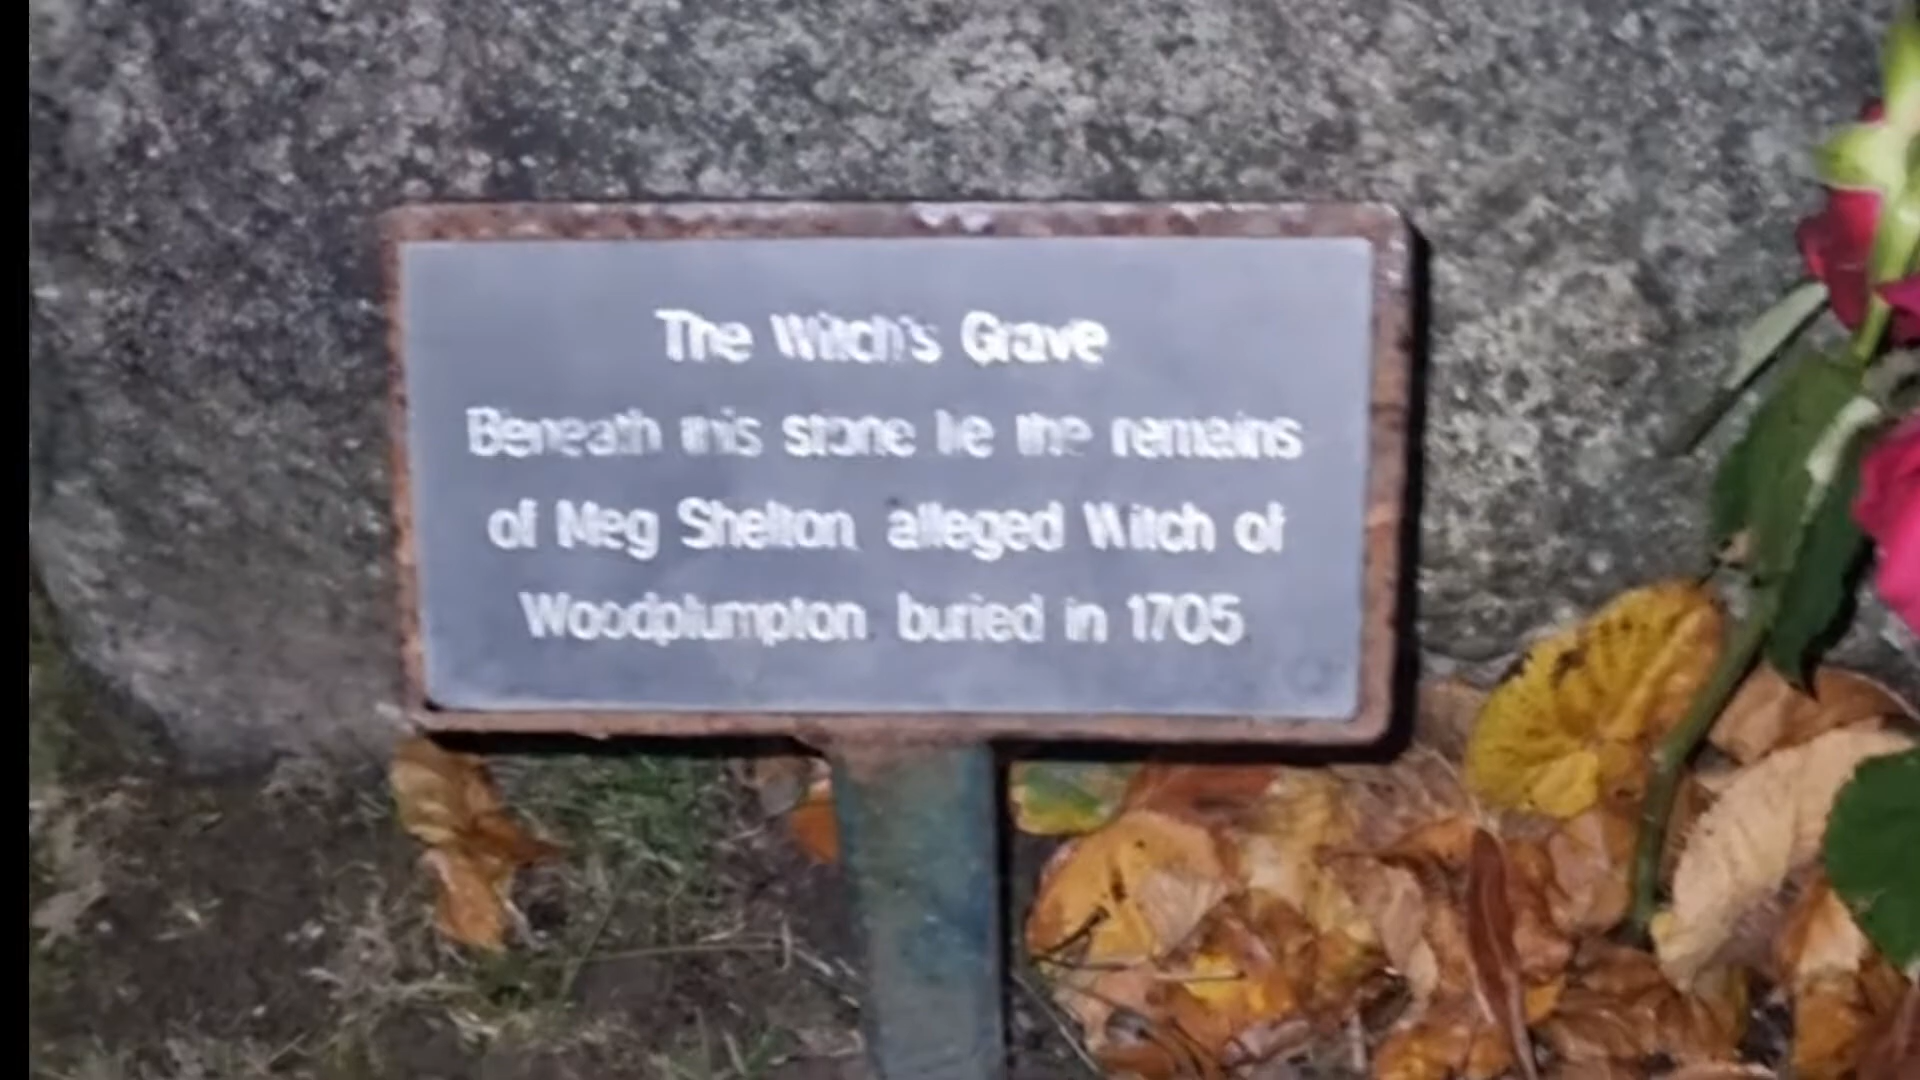 The Witch's Grave
Beneath this stone lie the remains
of Meg Shelton alleged Witch of
Woodplumpton buried in 1705